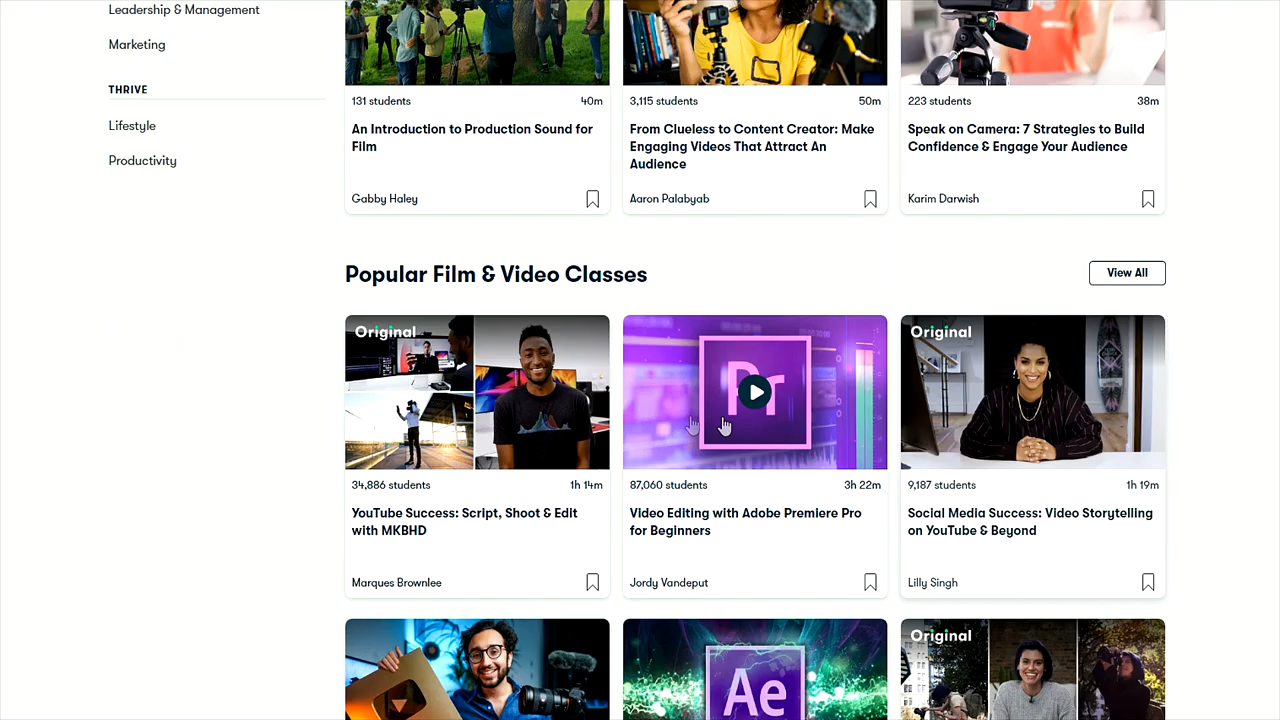 Leadership & Management
Marketing
THRIVE
Lifestyle
Productivity
131 students 40m
An Introduction to Production Sound for
Film
Gabby Haley
3,115 students 50m
From Clueless to Content Creator: Make
Engaging Videos That Attract An
Audience
Aaron Palabyab
223 students 38m
Speak on Camera: 7 Strategies to Build
Confidence & Engage Your Audience
Karim Darwish
Popular Film & Video Classes
View All
Original
34,886 students 1h 14m
YouTube Success: Script, Shoot & Edit
with MKBHD
Marques Brownlee
Pr
87,060 students 3h 22m
Video Editing with Adobe Premiere Pro
for Beginners
Jordy Vandeput
Original
9,187 students 1h 19m
Social Media Success: Video Storytelling
on YouTube & Beyond
Lilly Singh
Ae
Original